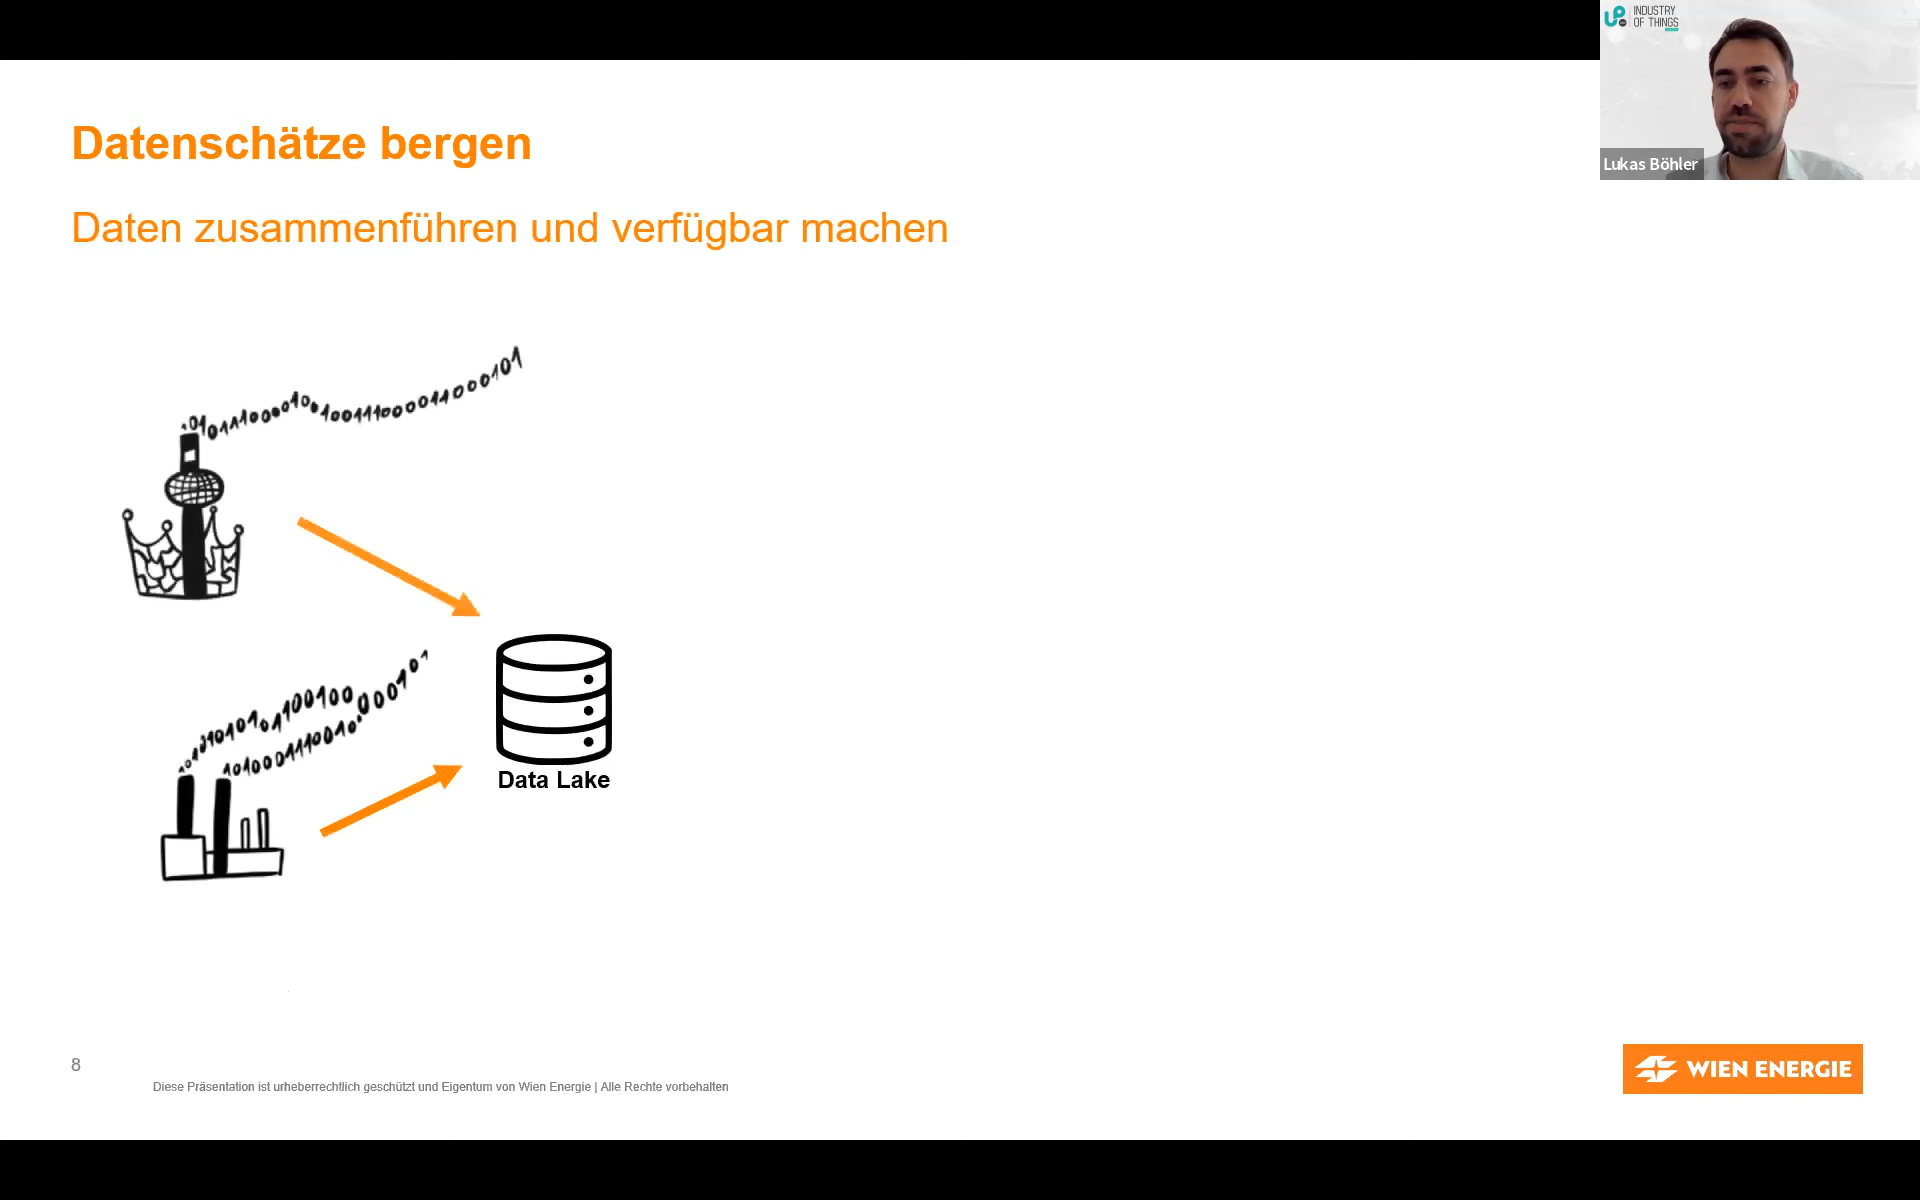 INDUSTRY
OF THINGS
Lukas Böhler
Datenschätze bergen
Daten zusammenführen und verfügbar machen
Data Lake
8
Diese Präsentation ist urheberrechtlich geschützt und Eigentum von Wien Energie | Alle Rechte vorbehalten
WIEN ENERGIE